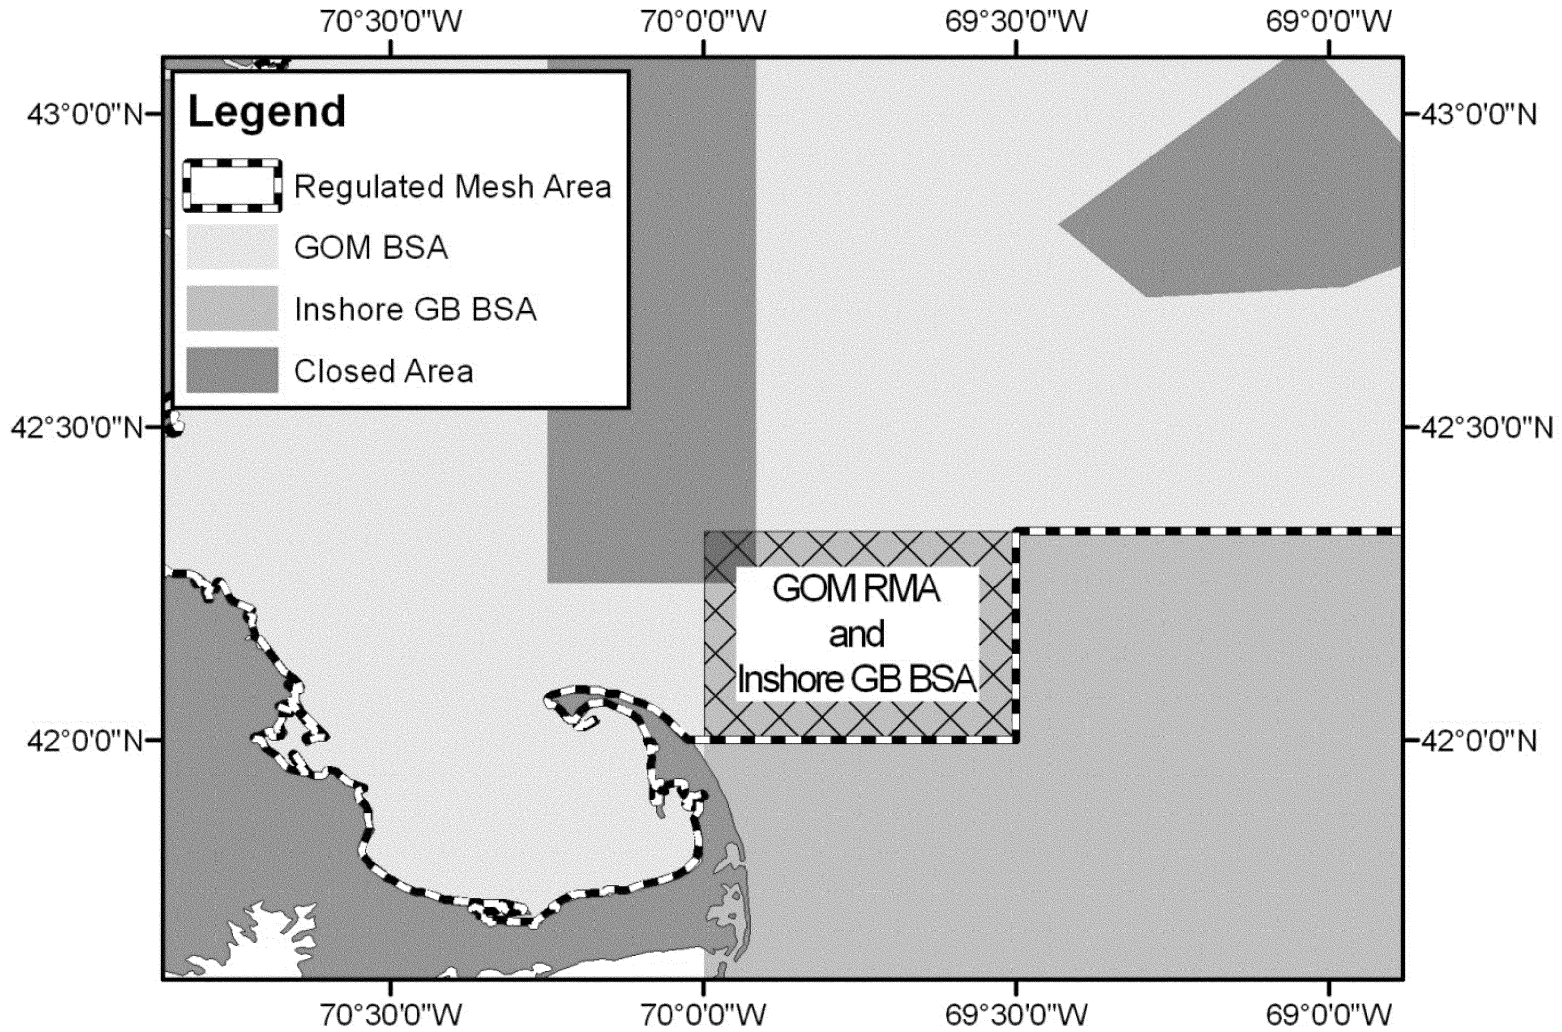 70°30'0"W 70°0'0"W 69°30'0"W 69°0'0"W
43°0'0"N 43°0'0"N
Legend
Regulated Mesh Area
GOM BSA
Inshore GB BSA
Closed Area
42°30'0"N 42°30'0"N
GOM RMA
and
Inshore GB BSA
42°0'0"N 42°0'0"N
70°30'0"W 70°0'0"W 69°30'0"W 69°0'0"W